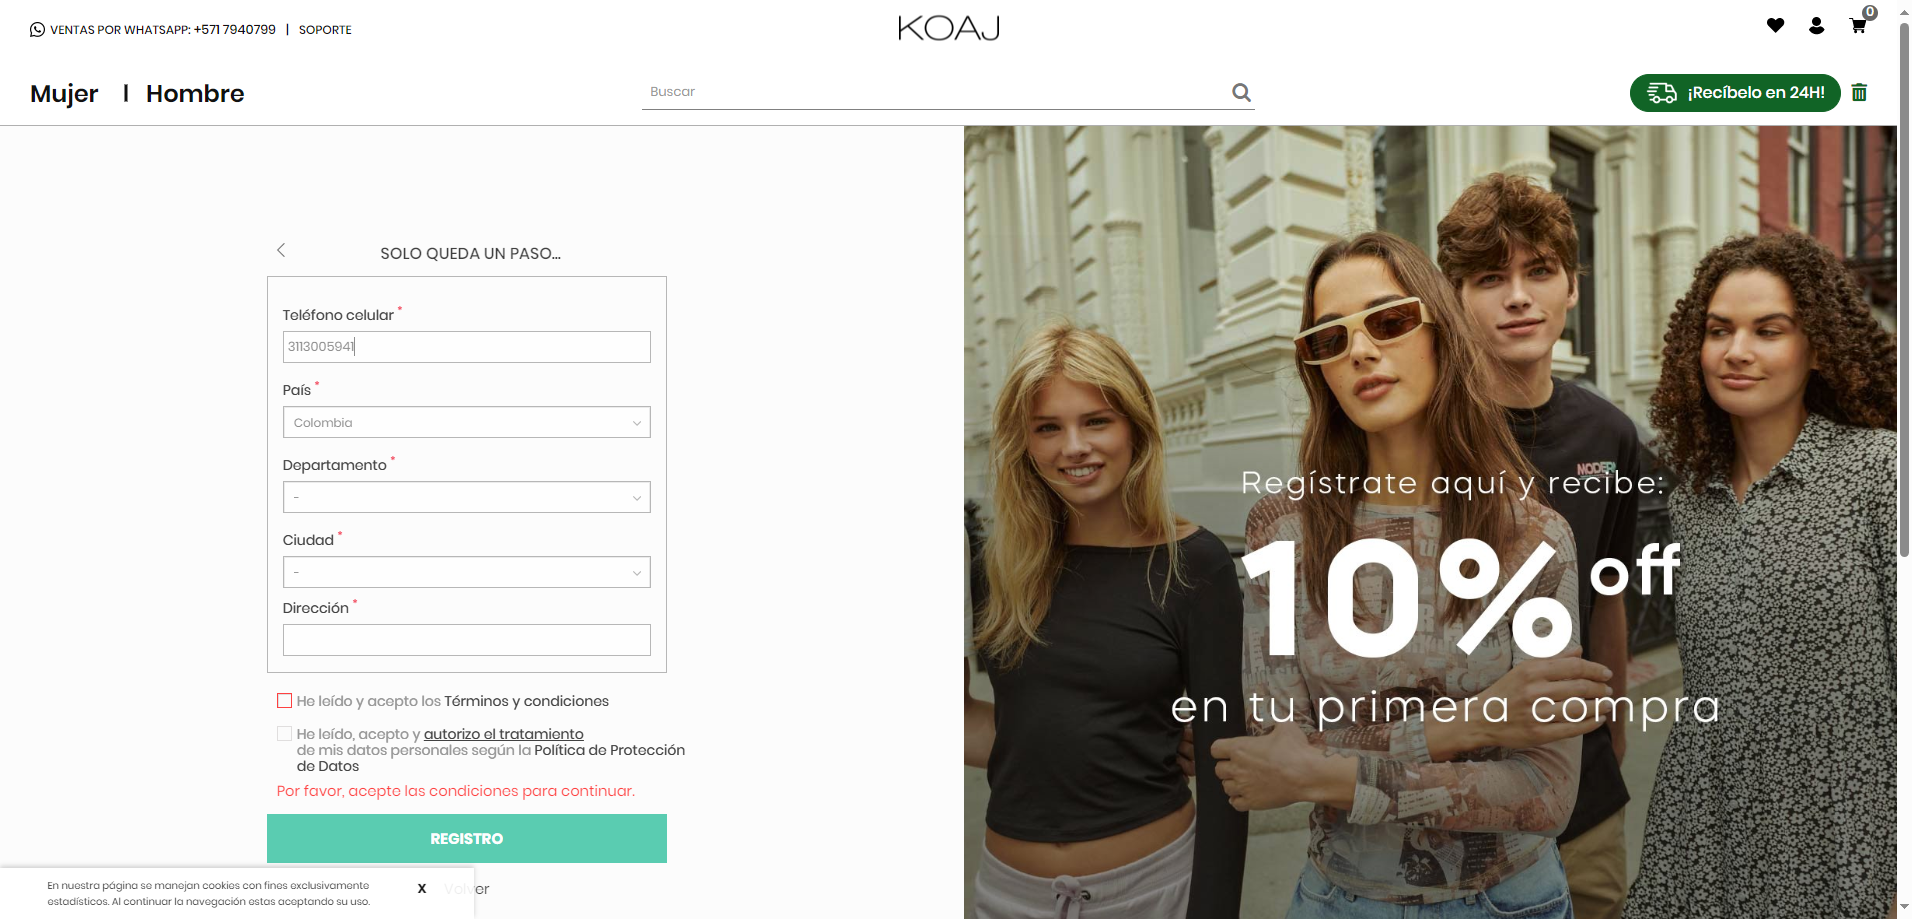 VENTAS POR WHATSAPP: +571 7940799 | SOPORTE
KOAJ
0
Mujer | Hombre
Buscar
¡Recíbelo en 24H!
SOLO QUEDA UN PASO...
Teléfono celular *
3113005941
País *
Colombia
Departamento *
-
Ciudad *
-
Dirección *
He leído y acepto los Términos y condiciones
He leído, acepto y autorizo el tratamiento
de mis datos personales según la Política de Protección
de Datos
Por favor, acepte las condiciones para continuar.
REGISTRO
Volver
En nuestra página se manejan cookies con fines exclusivamente
estadísticos. Al continuar la navegación estas aceptando su uso.
X
MODERN
Regístrate aquí y recibe:
10% off
en tu primera compra